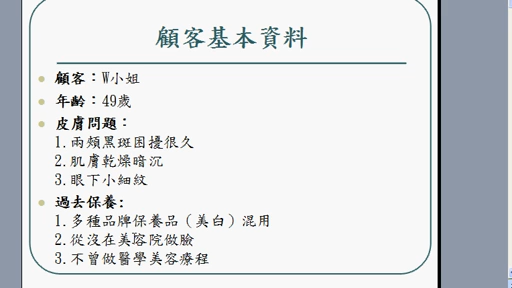 顧客基本資料
顧客：W小姐
年齡：49歲
皮膚問題：
1.兩頰黑斑困擾很久
2.肌膚乾燥暗沉
3.眼下小細紋
過去保養:
1.多種品牌保養品（美白）混用
2.從沒在美容院做臉
3.不曾做醫學美容療程